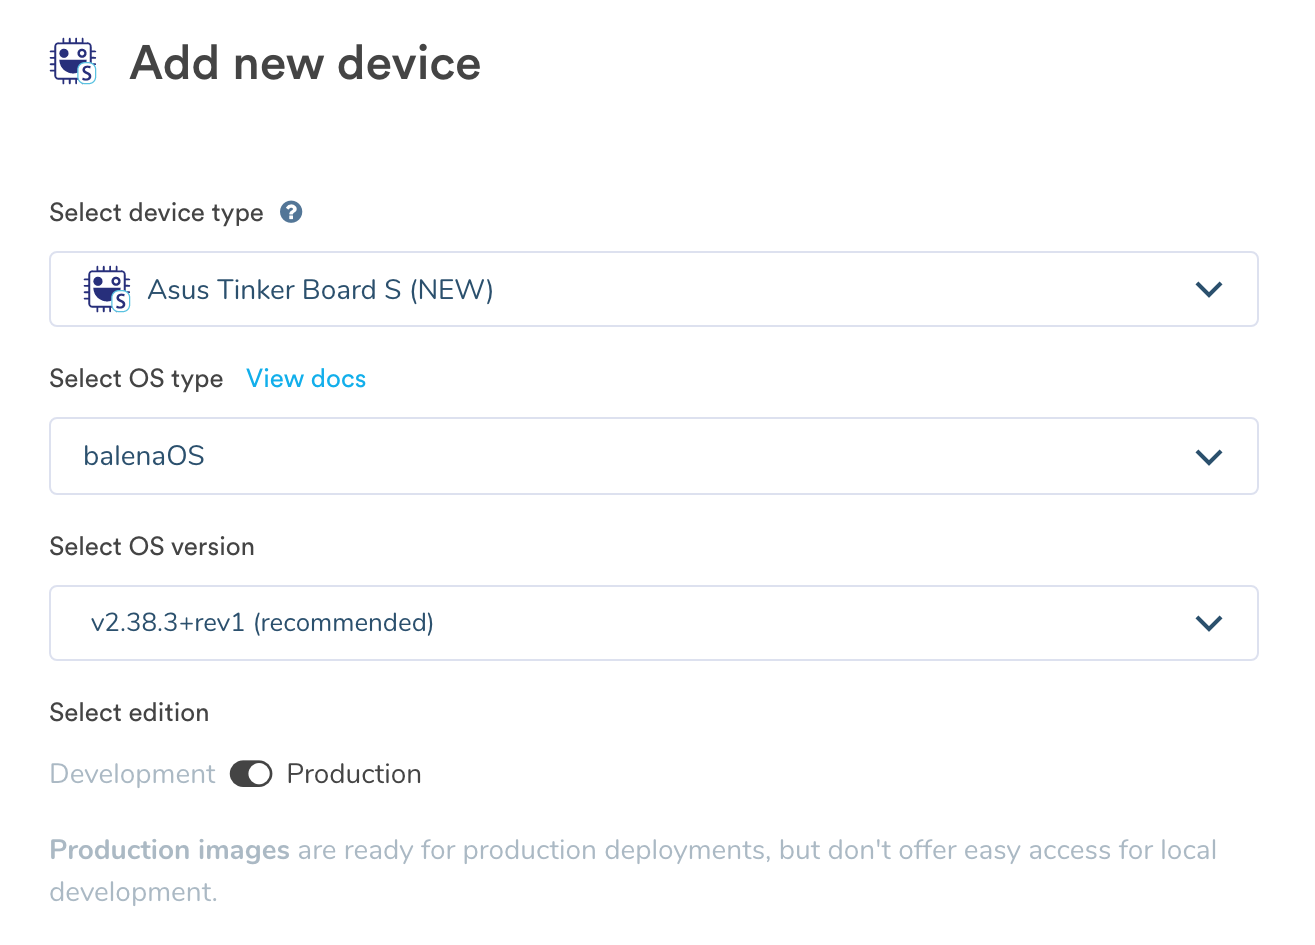 S
Add new device
Select device type ?
S Asus Tinker Board S (NEW)
Select OS type View docs
balenaOS
Select OS version
v2.38.3+rev1 (recommended)
Select edition
Development Production
Production images are ready for production deployments, but don't offer easy access for local
development.